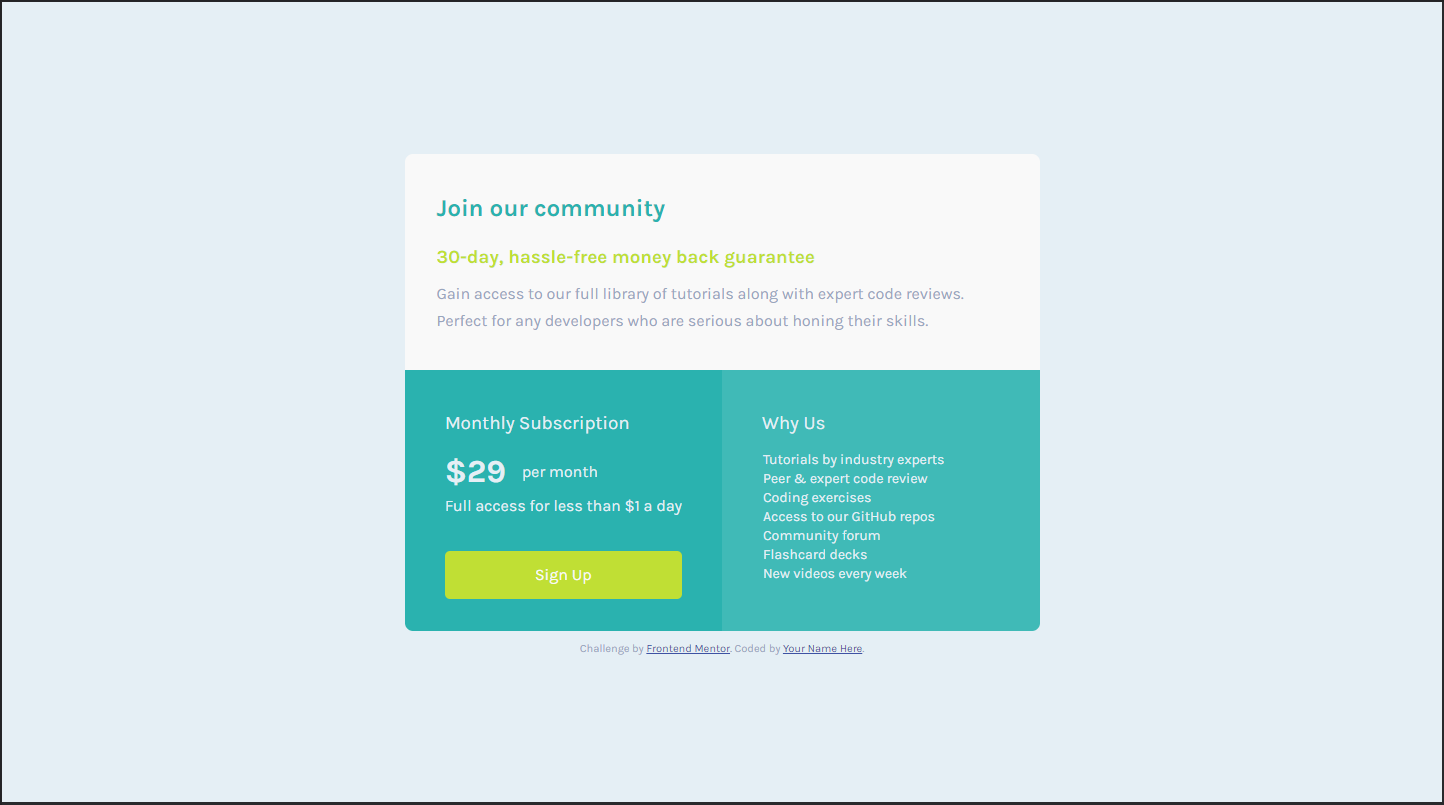 Join our community
30-day, hassle-free money back guarantee
Gain access to our full library of tutorials along with expert code reviews.
Perfect for any developers who are serious about honing their skills.
Monthly Subscription
$29 per month
Full access for less than $1 a day
Sign Up
Why Us
Tutorials by industry experts
Peer & expert code review
Coding exercises
Access to our GitHub repos
Community forum
Flashcard decks
New videos every week
Challenge by Frontend Mentor. Coded by Your Name Here.